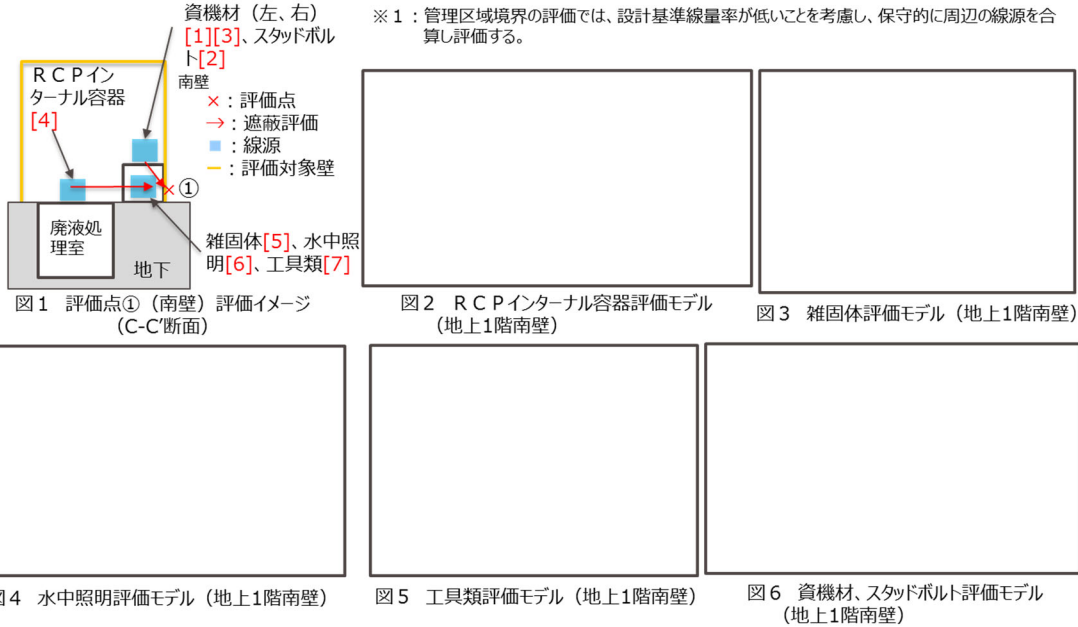 資機材（左、右）
[1][3]、スタッドボル
ト[2]
※１：管理区域境界の評価では、設計基準線量率が低いことを考慮し、保守的に周辺の線源を合
算し評価する。
ＲＣＰイン
ターナル容器
[4]
南壁
×：評価点
→：遮蔽評価
■：線源
－：評価対象壁
①
廃液処
理室
地下
雑固体[5]、水中照
明[6]、工具類[7]
図１　評価点①（南壁）評価イメージ
（C-C’断面）
図２　ＲＣＰインターナル容器評価モデル
（地上1階南壁）
図３　雑固体評価モデル（地上1階南壁）
図４　水中照明評価モデル（地上1階南壁）
図５　工具類評価モデル（地上1階南壁）
図６　資機材、スタッドボルト評価モデル
（地上1階南壁）